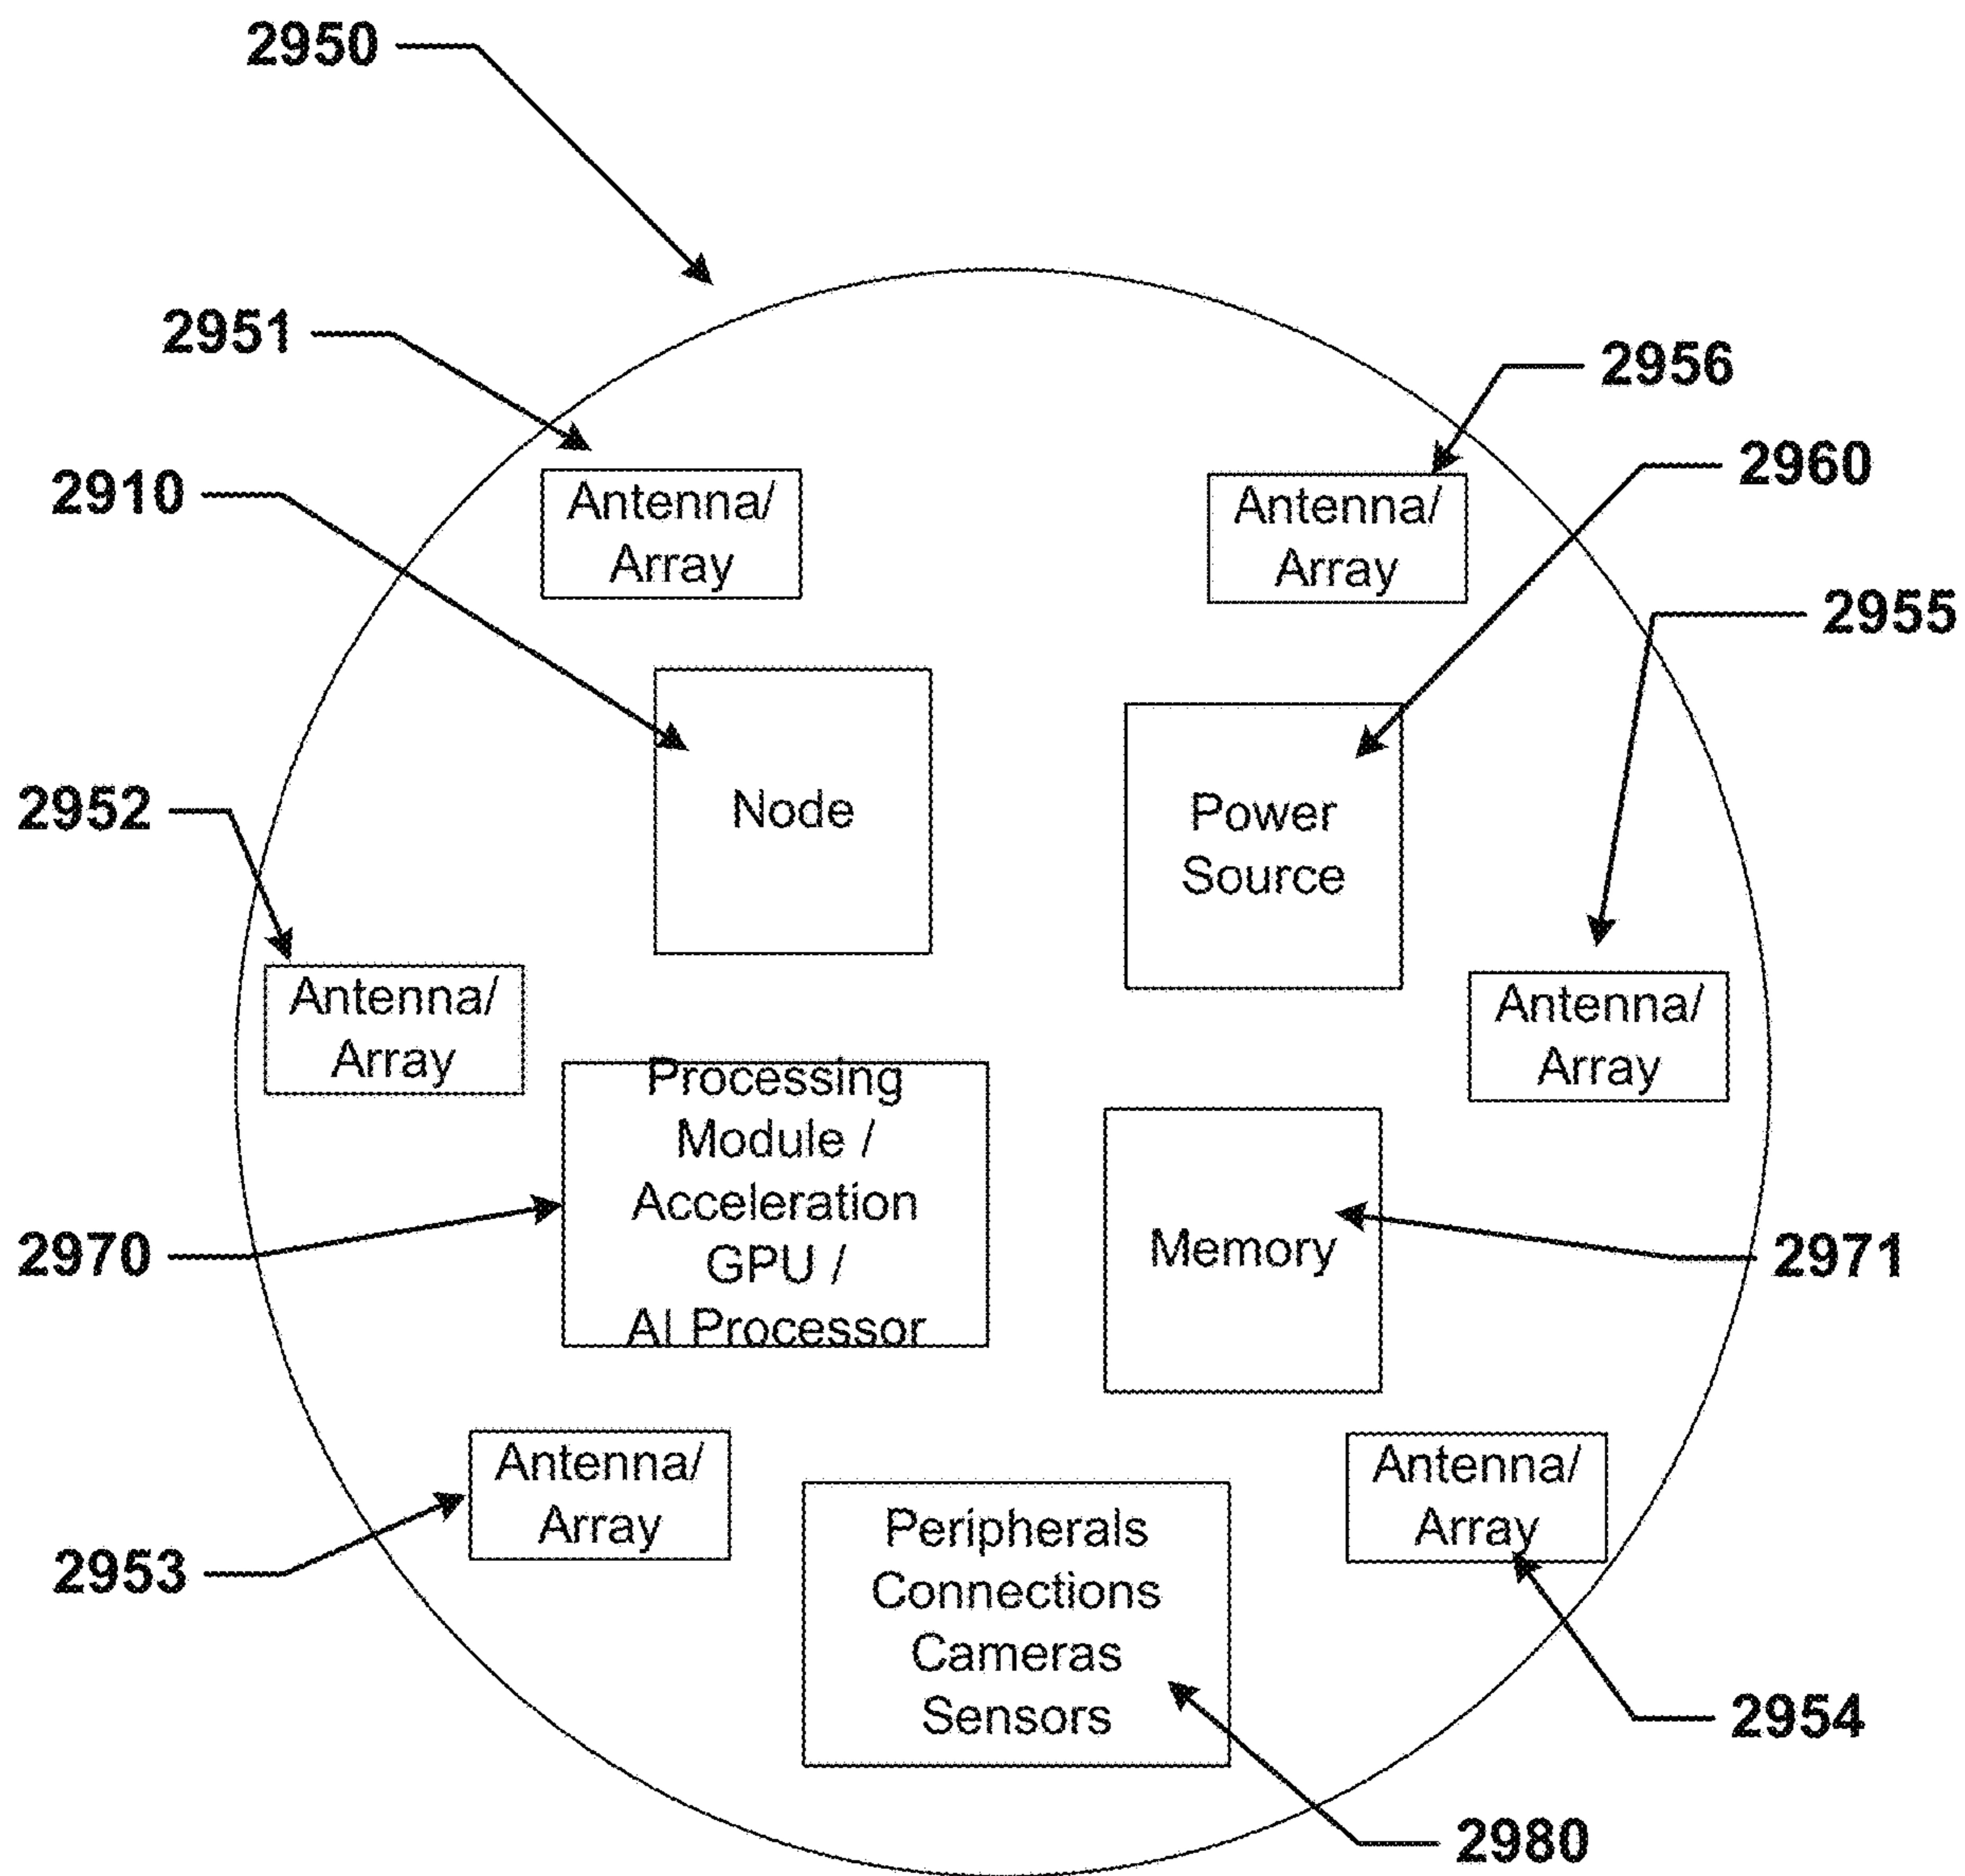 2950
2951
2956
2910
2960
Antenna/
Array
Antenna/
Array
2955
Node
Power
Source
2952
Antenna/
Array
Antenna/
Array
Processing
Module /
Acceleration
GPU /
AI Processor
Memory
2970
2971
Antenna/
Array
Antenna/
Array
Peripherals
Connections
Cameras
Sensors
2953
2954
2980